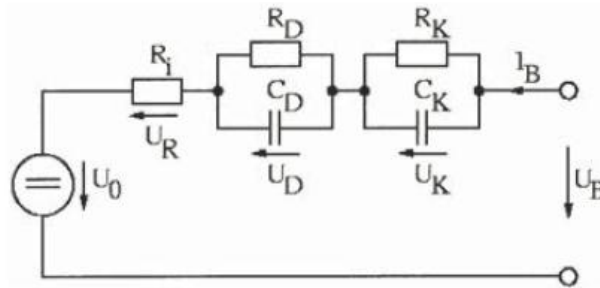 R_D R_K
R_i I_B
C_D C_K
U_R
U_D U_K
U_0 U_B